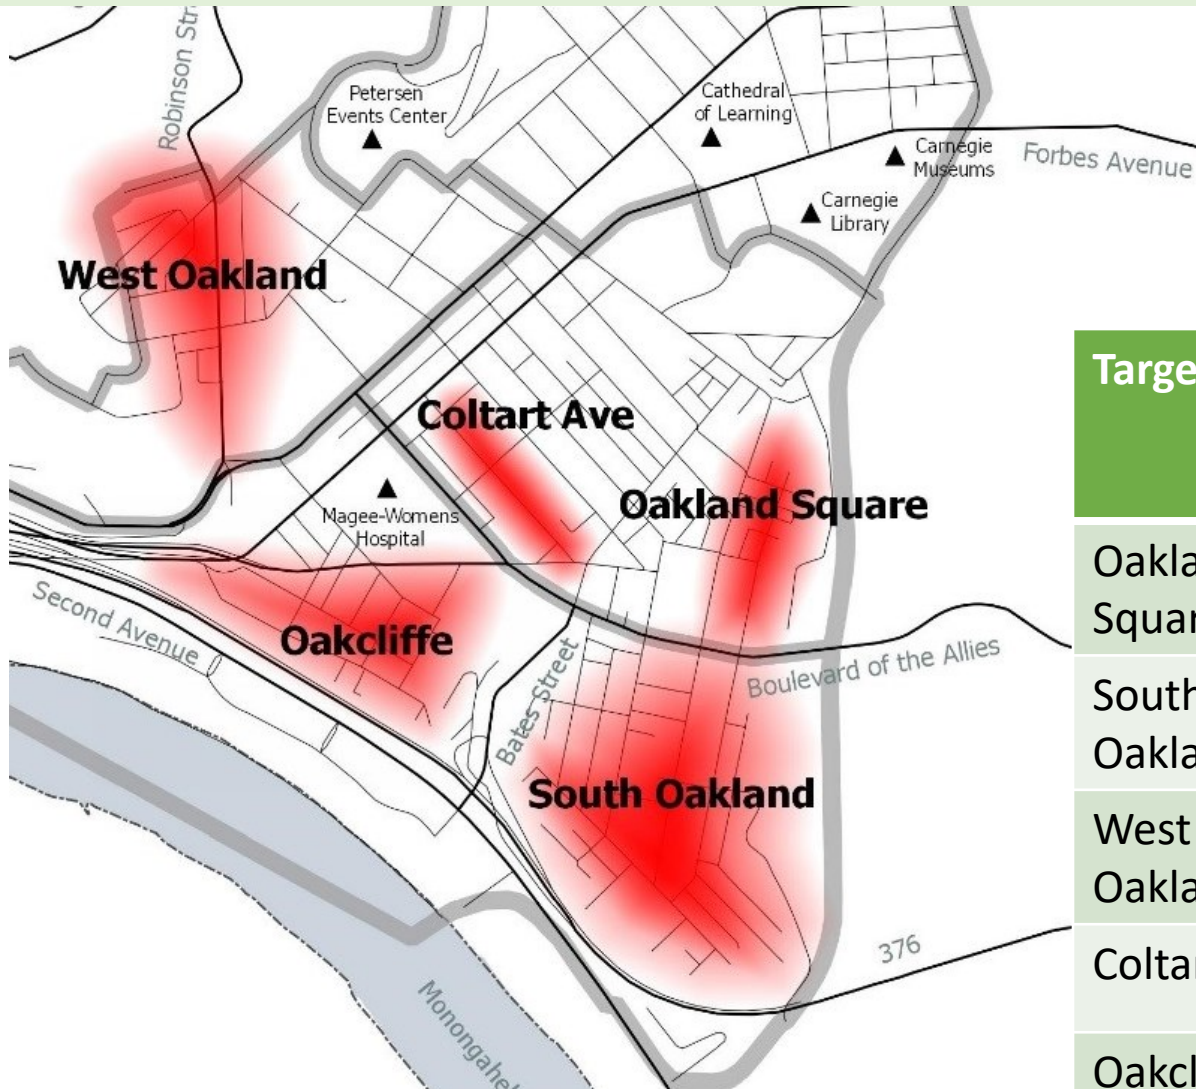 Robinson Str
Petersen
Events Center
Cathedral
of Learning
Carnegie
Museums
Forbes Avenue
Carnegie
Library
West Oakland
Coltart Ave
Oakland Square
Magee-Womens
Hospital
Second Avenue
Oakcliffe
Bates Street
Boulevard of the Allies
South Oakland
376
Monongahel
Targe
Oakla
Squar
South
Oakla
West
Oakla
Coltar
Oakcl